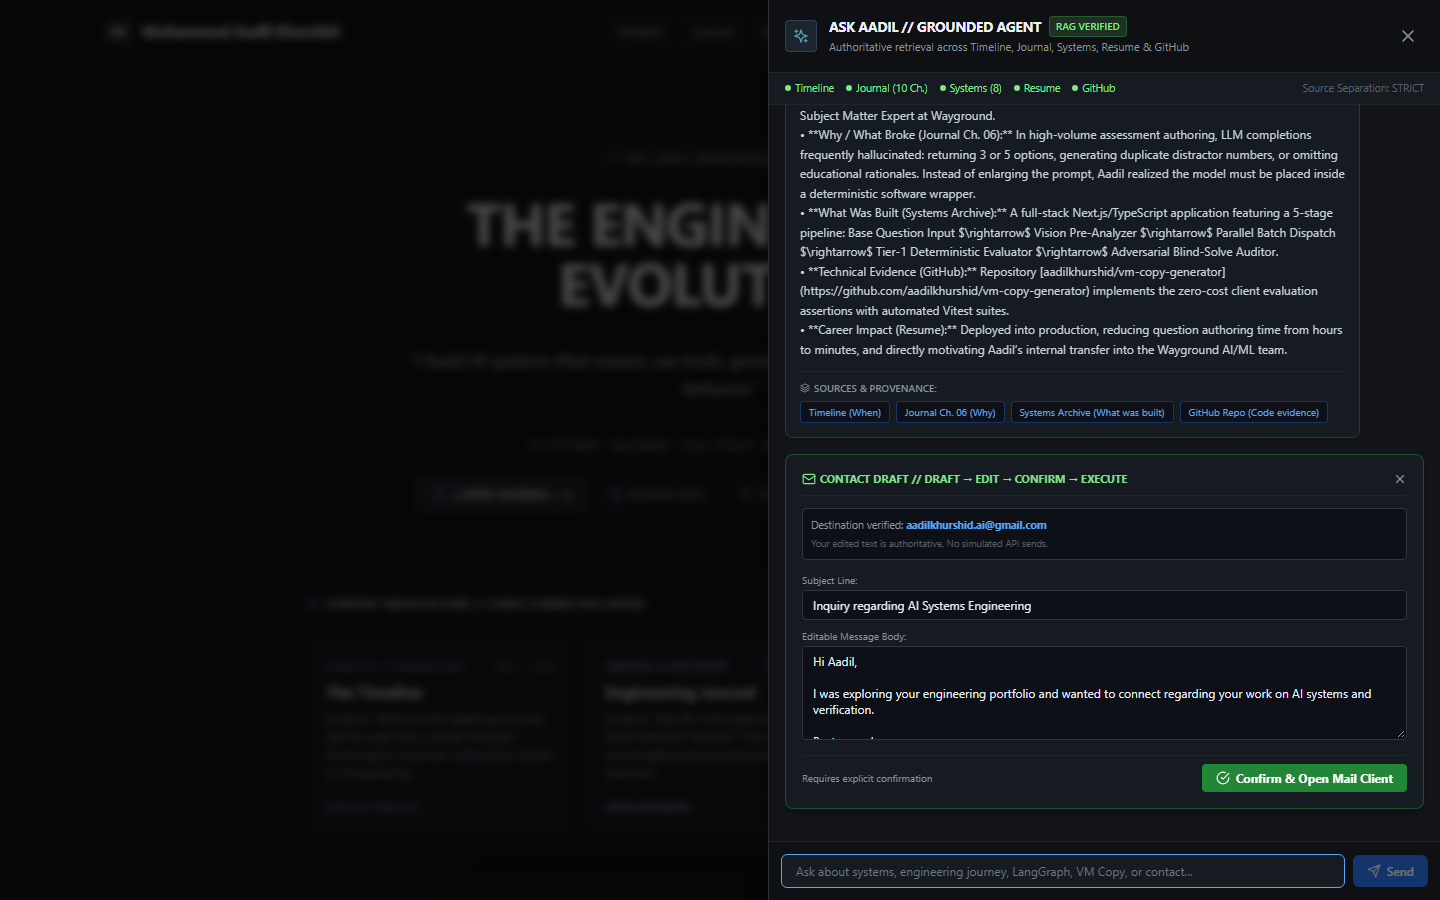 Mohammed Aadil Khurshid
THE ENGIN
EVOLUT
The Timeline
Engineering Journal
ASK AADIL // GROUNDED AGENT
RAG VERIFIED
Authoritative retrieval across Timeline, Journal, Systems, Resume & GitHub
Timeline
Journal (10 Ch.)
Systems (8)
Resume
GitHub
Source Separation: STRICT
Subject Matter Expert at Wayground.
• **Why / What Broke (Journal Ch. 06):** In high-volume assessment authoring, LLM completions
frequently hallucinated: returning 3 or 5 options, generating duplicate distractor numbers, or omitting
educational rationales. Instead of enlarging the prompt, Aadil realized the model must be placed inside
a deterministic software wrapper.
• **What Was Built (Systems Archive):** A full-stack Next.js/TypeScript application featuring a 5-stage
pipeline: Base Question Input $\rightarrow$ Vision Pre-Analyzer $\rightarrow$ Parallel Batch Dispatch
$\rightarrow$ Tier-1 Deterministic Evaluator $\rightarrow$ Adversarial Blind-Solve Auditor.
• **Technical Evidence (GitHub):** Repository [aadilkhurshid/vm-copy-generator]
(https://github.com/aadilkhurshid/vm-copy-generator) implements the zero-cost client evaluation
assertions with automated Vitest suites.
• **Career Impact (Resume):** Deployed into production, reducing question authoring time from hours
to minutes, and directly motivating Aadil's internal transfer into the Wayground AI/ML team.
SOURCES & PROVENANCE:
Timeline (When)
Journal Ch. 06 (Why)
Systems Archive (What was built)
GitHub Repo (Code evidence)
CONTACT DRAFT // DRAFT → EDIT → CONFIRM → EXECUTE
Destination verified: aadilkhurshid.ai@gmail.com
Your edited text is authoritative. No simulated API sends.
Subject Line:
Inquiry regarding AI Systems Engineering
Editable Message Body:
Hi Aadil,
I was exploring your engineering portfolio and wanted to connect regarding your work on AI systems and
verification.
Requires explicit confirmation
Confirm & Open Mail Client
Ask about systems, engineering journey, LangGraph, VM Copy, or contact...
Send